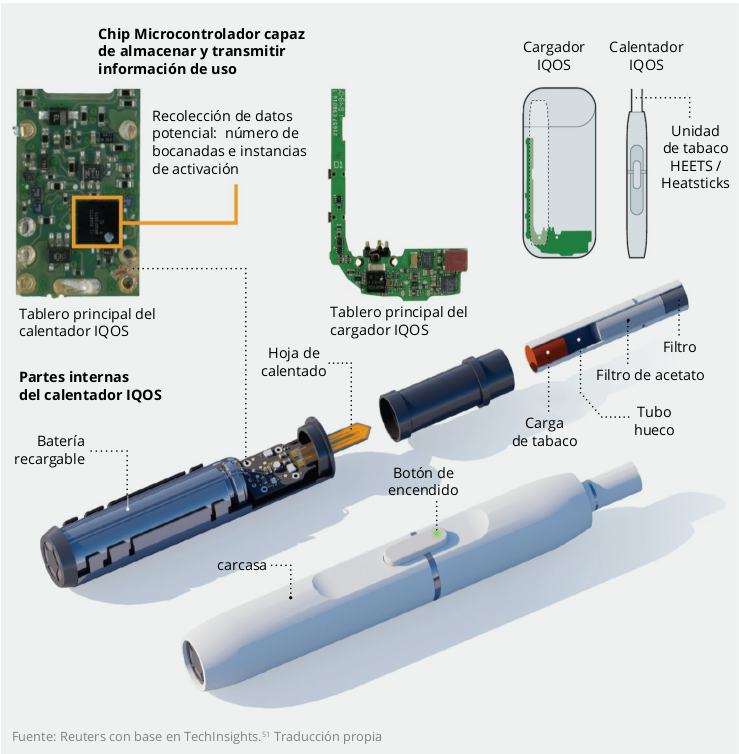 Chip Microcontrolador capaz
de almacenar y transmitir
información de uso
Recolección de datos
potencial: número de
bocanadas e instancias
de activación
Cargador
IQOS
Calentador
IQOS
Unidad
de tabaco
HEETS /
Heatsticks
Tablero principal del
calentador IQOS
Tablero principal del
cargador IQOS
Partes internas
del calentador IQOS
Hoja de
calentado
Filtro
Filtro de acetato
Tubo
hueco
Carga
de tabaco
Batería
recargable
Botón de
encendido
carcasa
Fuente: Reuters con base en TechInsights.⁵¹ Traducción propia